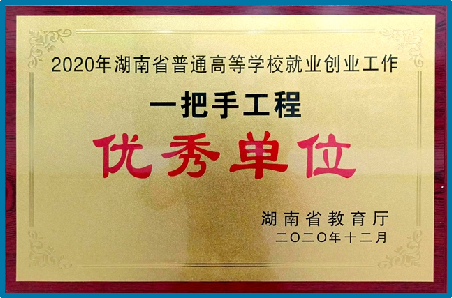 2020年湖南省普通高等学校就业创业工作
一把手工程
优秀单位
湖南省教育厅
二〇二〇年十二月